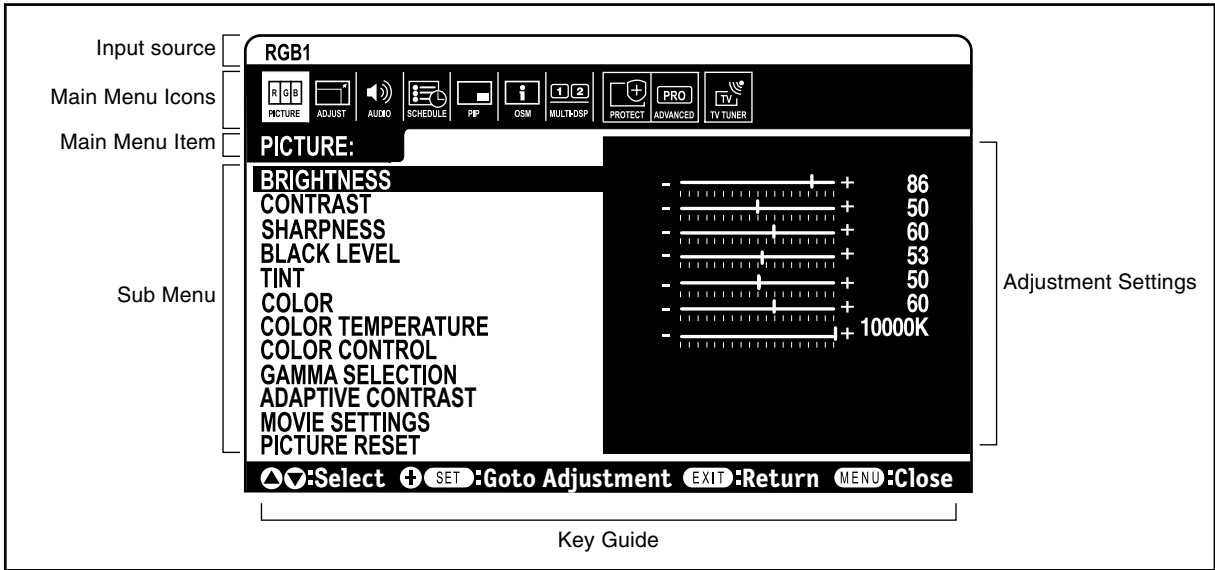 Input source
RGB1
Main Menu Icons
R G B
PICTURE
ADJUST
AUDIO
SCHEDULE
PIP
i
OSM
1 2
MULTI-DSP
PROTECT
PRO
ADVANCED
TV
TV TUNER
Main Menu Item
PICTURE:
Sub Menu
BRIGHTNESS - + 86
CONTRAST - + 50
SHARPNESS - + 60
BLACK LEVEL - + 53
TINT - + 50
COLOR - + 60
COLOR TEMPERATURE - + 10000K
COLOR CONTROL
GAMMA SELECTION
ADAPTIVE CONTRAST
MOVIE SETTINGS
PICTURE RESET
Adjustment Settings
:Select + SET :Goto Adjustment EXIT :Return MENU :Close
Key Guide